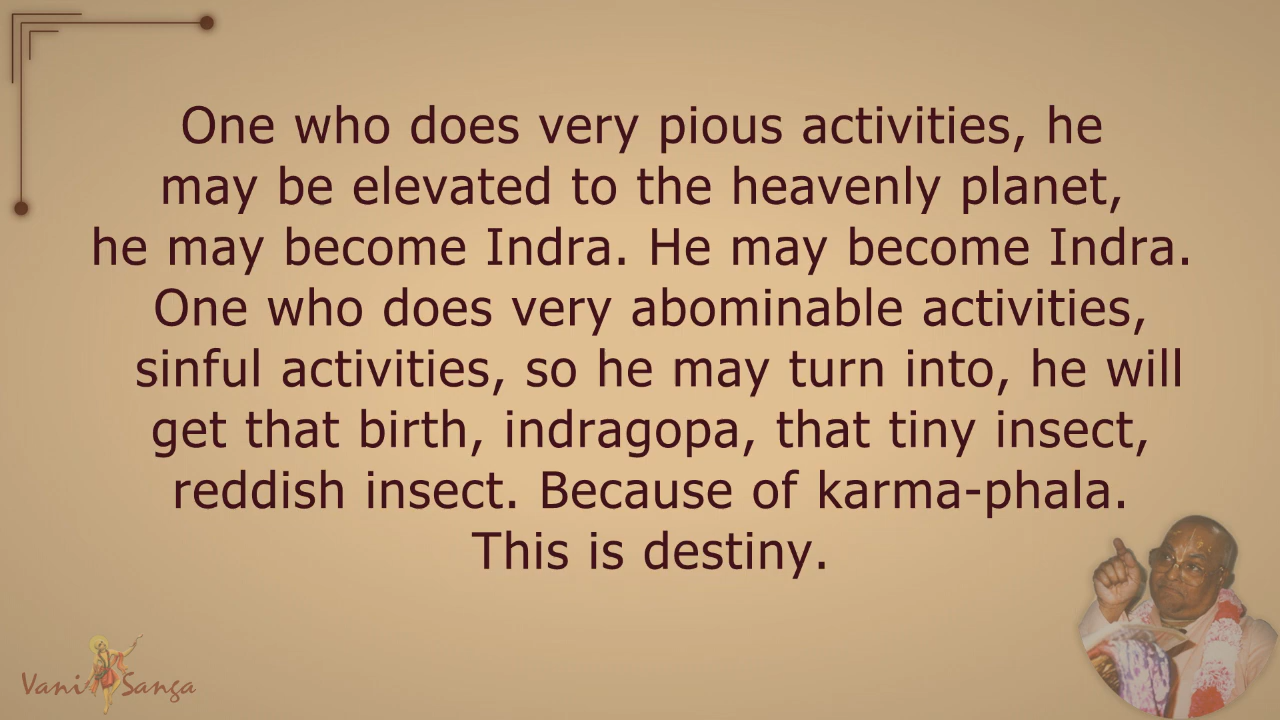 One who does very pious activities, he
may be elevated to the heavenly planet,
he may become Indra. He may become Indra.
One who does very abominable activities,
sinful activities, so he may turn into, he will
get that birth, indragopa, that tiny insect,
reddish insect. Because of karma-phala.
This is destiny.
Vani Sanga